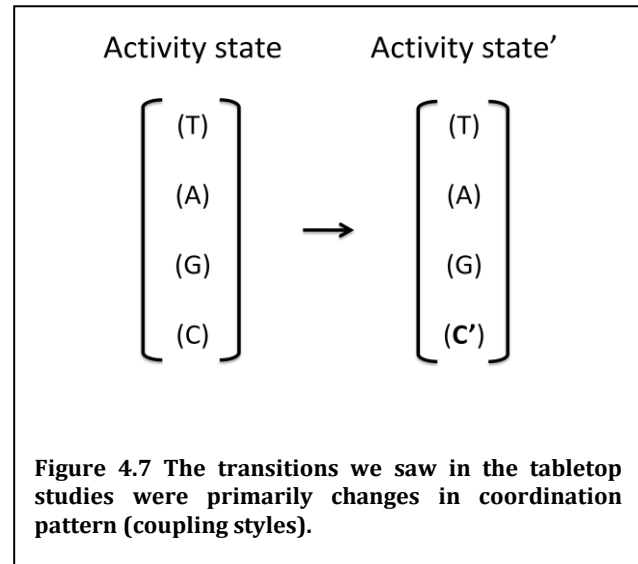 Activity state Activity state’
(T) (T)
(A) (A)
(G) (G)
(C) (C’)
Figure 4.7 The transitions we saw in the tabletop
studies were primarily changes in coordination
pattern (coupling styles).